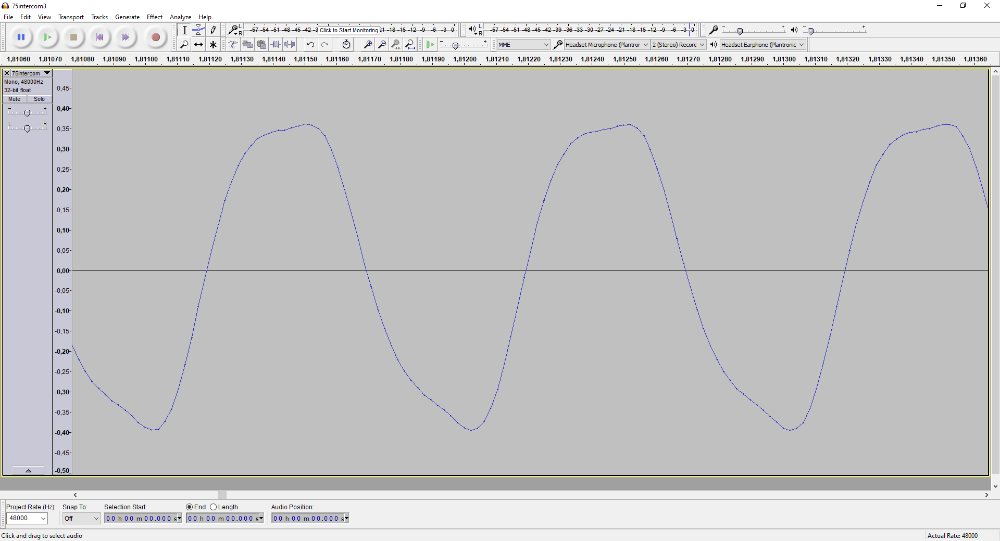 75intercom3
File Edit View Transport Tracks Generate Effect Analyze Help
L
R
-57 -54 -51 -48 -45 -42 -3 Click to Start Monitoring 21 -18 -15 -12 -9 -6 -3 0
L
R
-57 -54 -51 -48 -45 -42 -39 -36 -33 -30 -27 -24 -21 -18 -15 -12 -9 -6 -3 0
- +
- +
- +
MME
Headset Microphone (Plantror
2 (Stereo) Record
Headset Earphone (Plantronic
1,81060 1,81070 1,81080 1,81090 1,81100 1,81110 1,81120 1,81130 1,81140 1,81150 1,81160 1,81170 1,81180 1,81190 1,81200 1,81210 1,81220 1,81230 1,81240 1,81250 1,81260 1,81270 1,81280 1,81290 1,81300 1,81310 1,81320 1,81330 1,81340 1,81350 1,81360
75intercom
Mono, 48000Hz
32-bit float
Mute Solo
- +
L R
0,45
0,40
0,35
0,30
0,25
0,20
0,15
0,10
0,05
0,00
-0,05
-0,10
-0,15
-0,20
-0,25
-0,30
-0,35
-0,40
-0,45
-0,50
Project Rate (Hz): Snap To: Selection Start: End Length Audio Position:
48000 Off 00 h 00 m 00.000 s 00 h 00 m 00.000 s 00 h 00 m 00.000 s
Click and drag to select audio Actual Rate: 48000